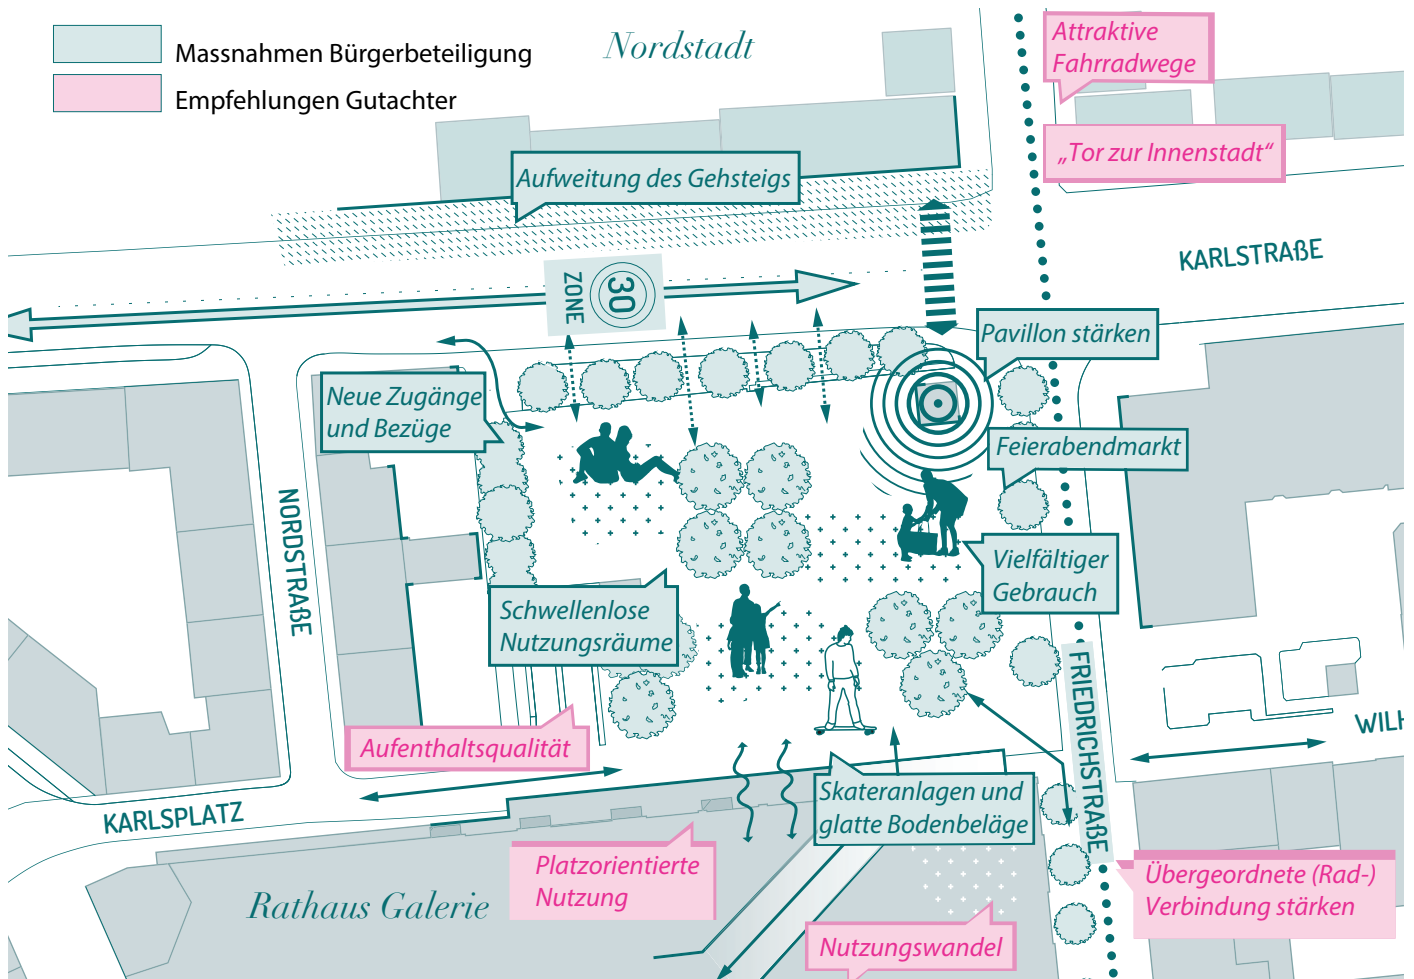 Massnahmen Bürgerbeteiligung
Empfehlungen Gutachter
Nordstadt
Attraktive
Fahrradwege
„Tor zur Innenstadt“
Aufweitung des Gehsteigs
KARLSTRAßE
30
ZONE
Pavillon stärken
Neue Zugänge
und Bezüge
Feierabendmarkt
NORDSTRAßE
Vielfältiger
Gebrauch
Schwellenlose
Nutzungsräume
FRIEDRICHSTRAßE
WILH
Aufenthaltsqualität
KARLSPLATZ
Skateranlagen und
glatte Bodenbeläge
Platzorientierte
Nutzung
Übergeordnete (Rad-)
Verbindung stärken
Rathaus Galerie
Nutzungswandel